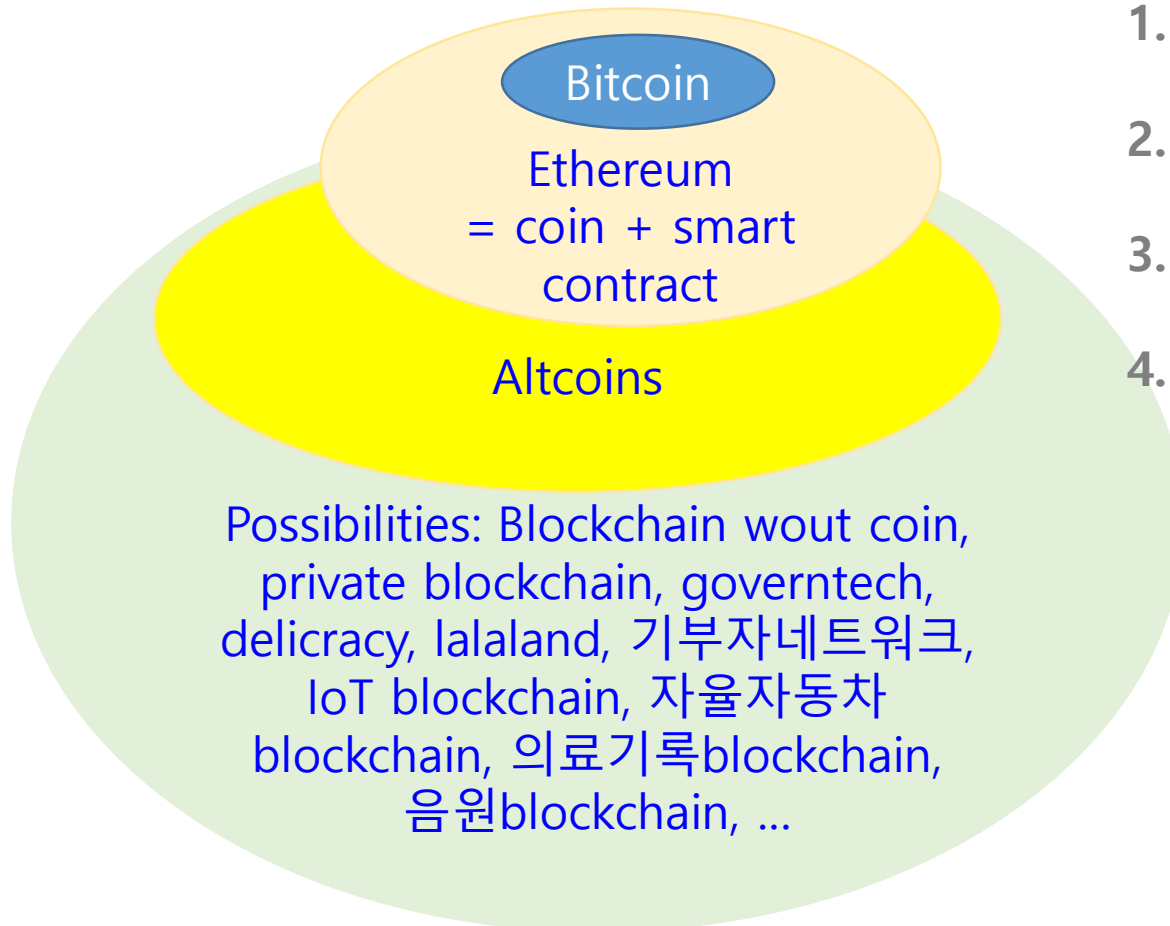 Bitcoin
Ethereum
= coin + smart
contract
Altcoins
Possibilities: Blockchain wout coin,
private blockchain, governtech,
delicracy, lalaland, 기부자네트워크,
IoT blockchain, 자율자동차
blockchain, 의료기록blockchain,
음원blockchain, ...
1.
2.
3.
4.